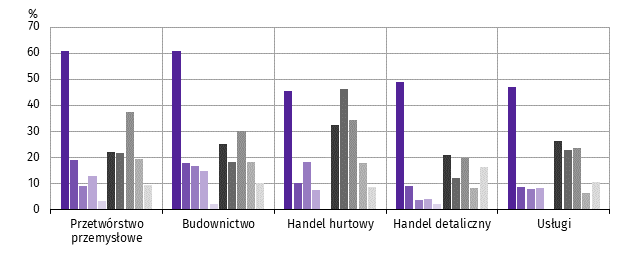 %
70
60
50
40
30
20
10
0
Przetwórstwo przemysłowe
Budownictwo
Handel hurtowy
Handel detaliczny
Usługi